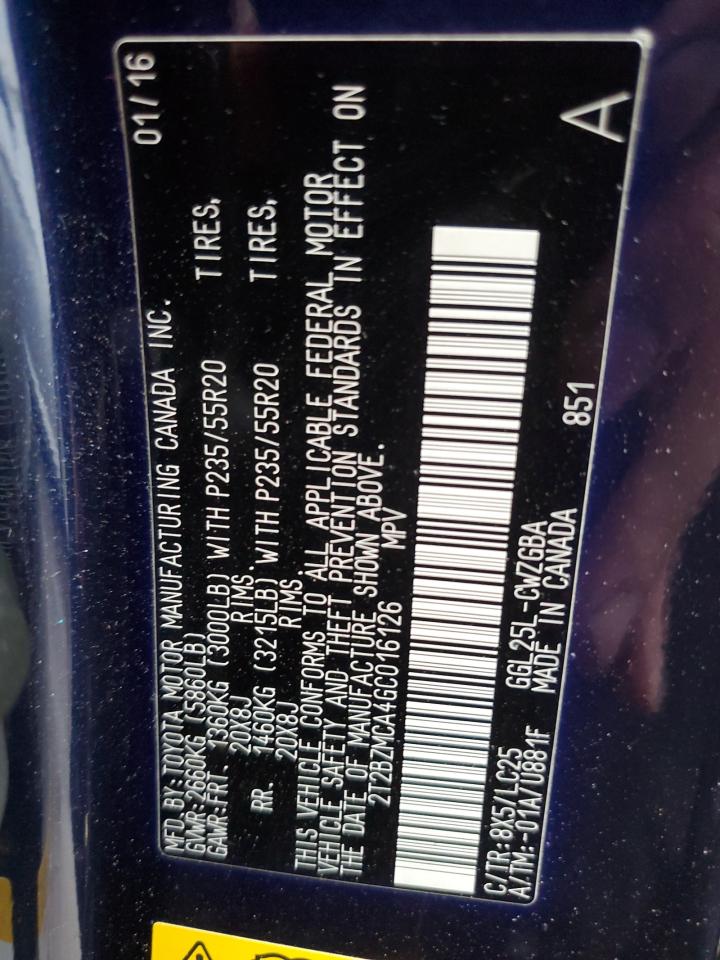 MFD. BY: TOYOTA MOTOR MANUFACTURING CANADA INC. 01/16
GVWR: 2660KG (5860LB)
GAWR: FRT 1360KG (3000LB) WITH P235/55R20 TIRES,
20X8J RIMS.
RR. 1460KG (3215LB) WITH P235/55R20 TIRES,
20X8J RIMS
THIS VEHICLE CONFORMS TO ALL APPLICABLE FEDERAL MOTOR
VEHICLE SAFETY AND THEFT PREVENTION STANDARDS IN EFFECT ON
THE DATE OF MANUFACTURE SHOWN ABOVE.
2T2BZMCA4GC016126 MPV
C/TR: 8X5/LC25 GGL25L-CWZGBA 851 A
A/TM: -01A/U881F MADE IN CANADA